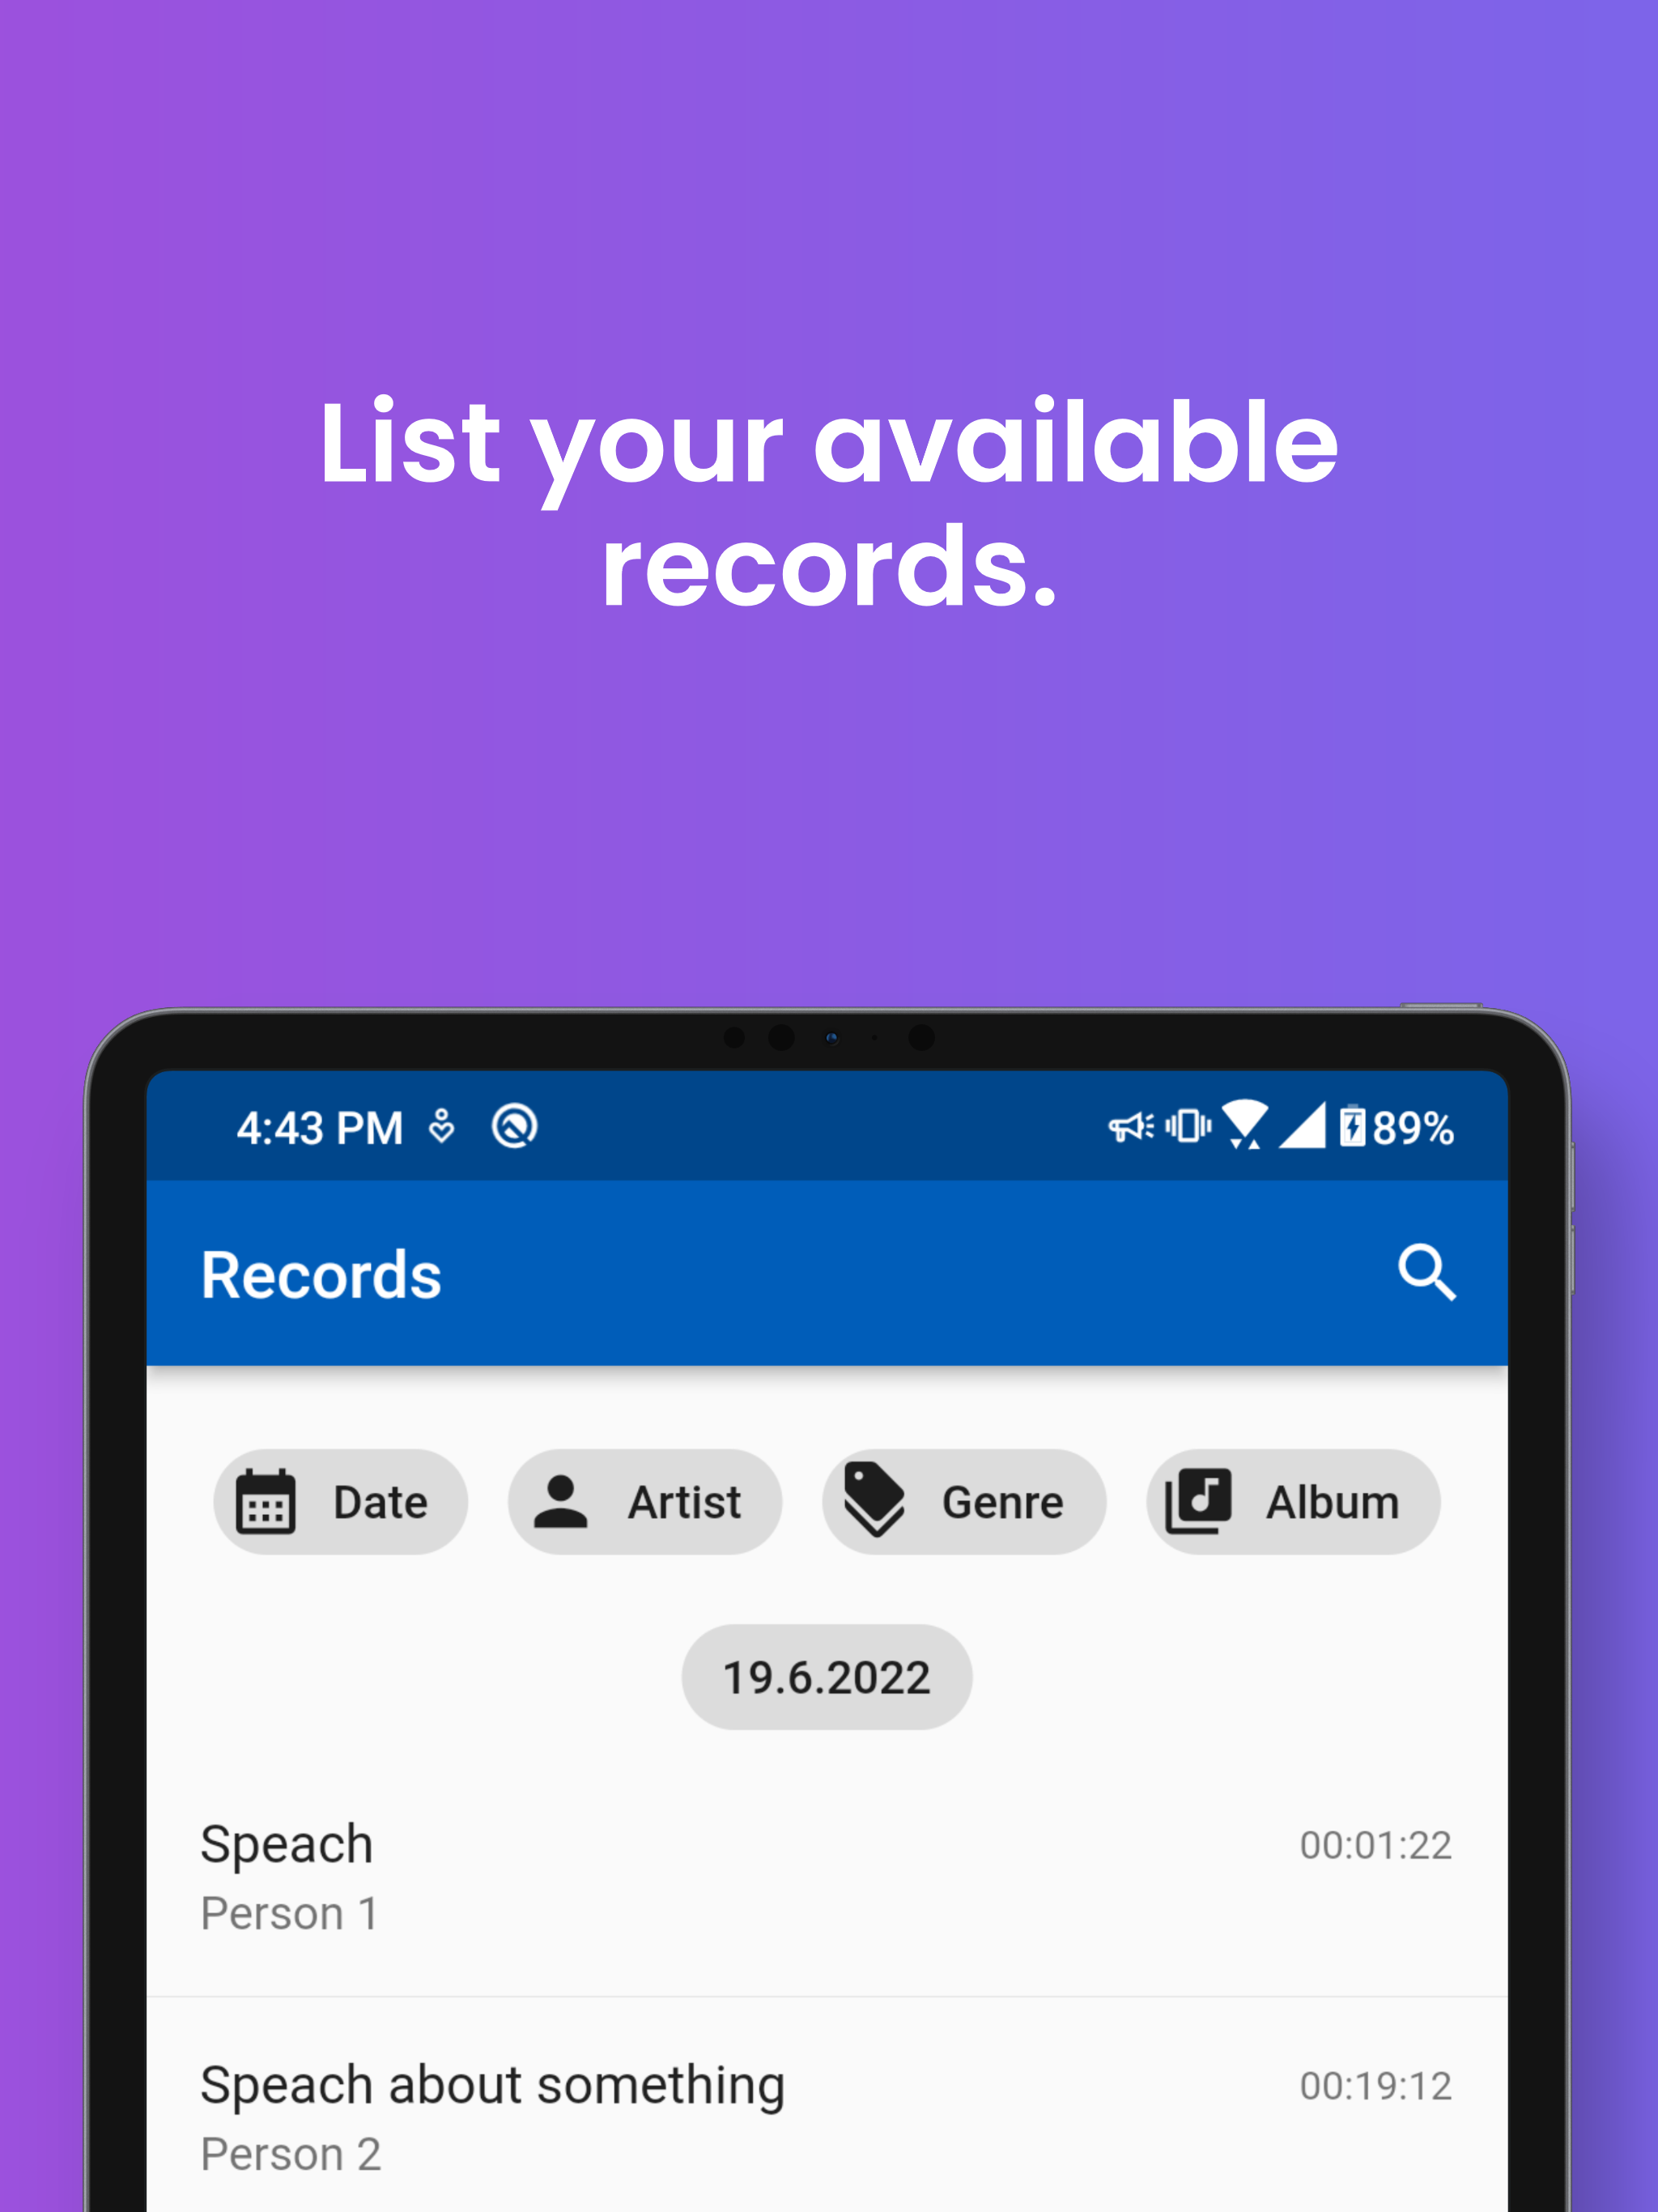 List your available
records.
4:43 PM 89%
Records
Date Artist Genre Album
19.6.2022
Speach 00:01:22
Person 1
Speach about something 00:19:12
Person 2